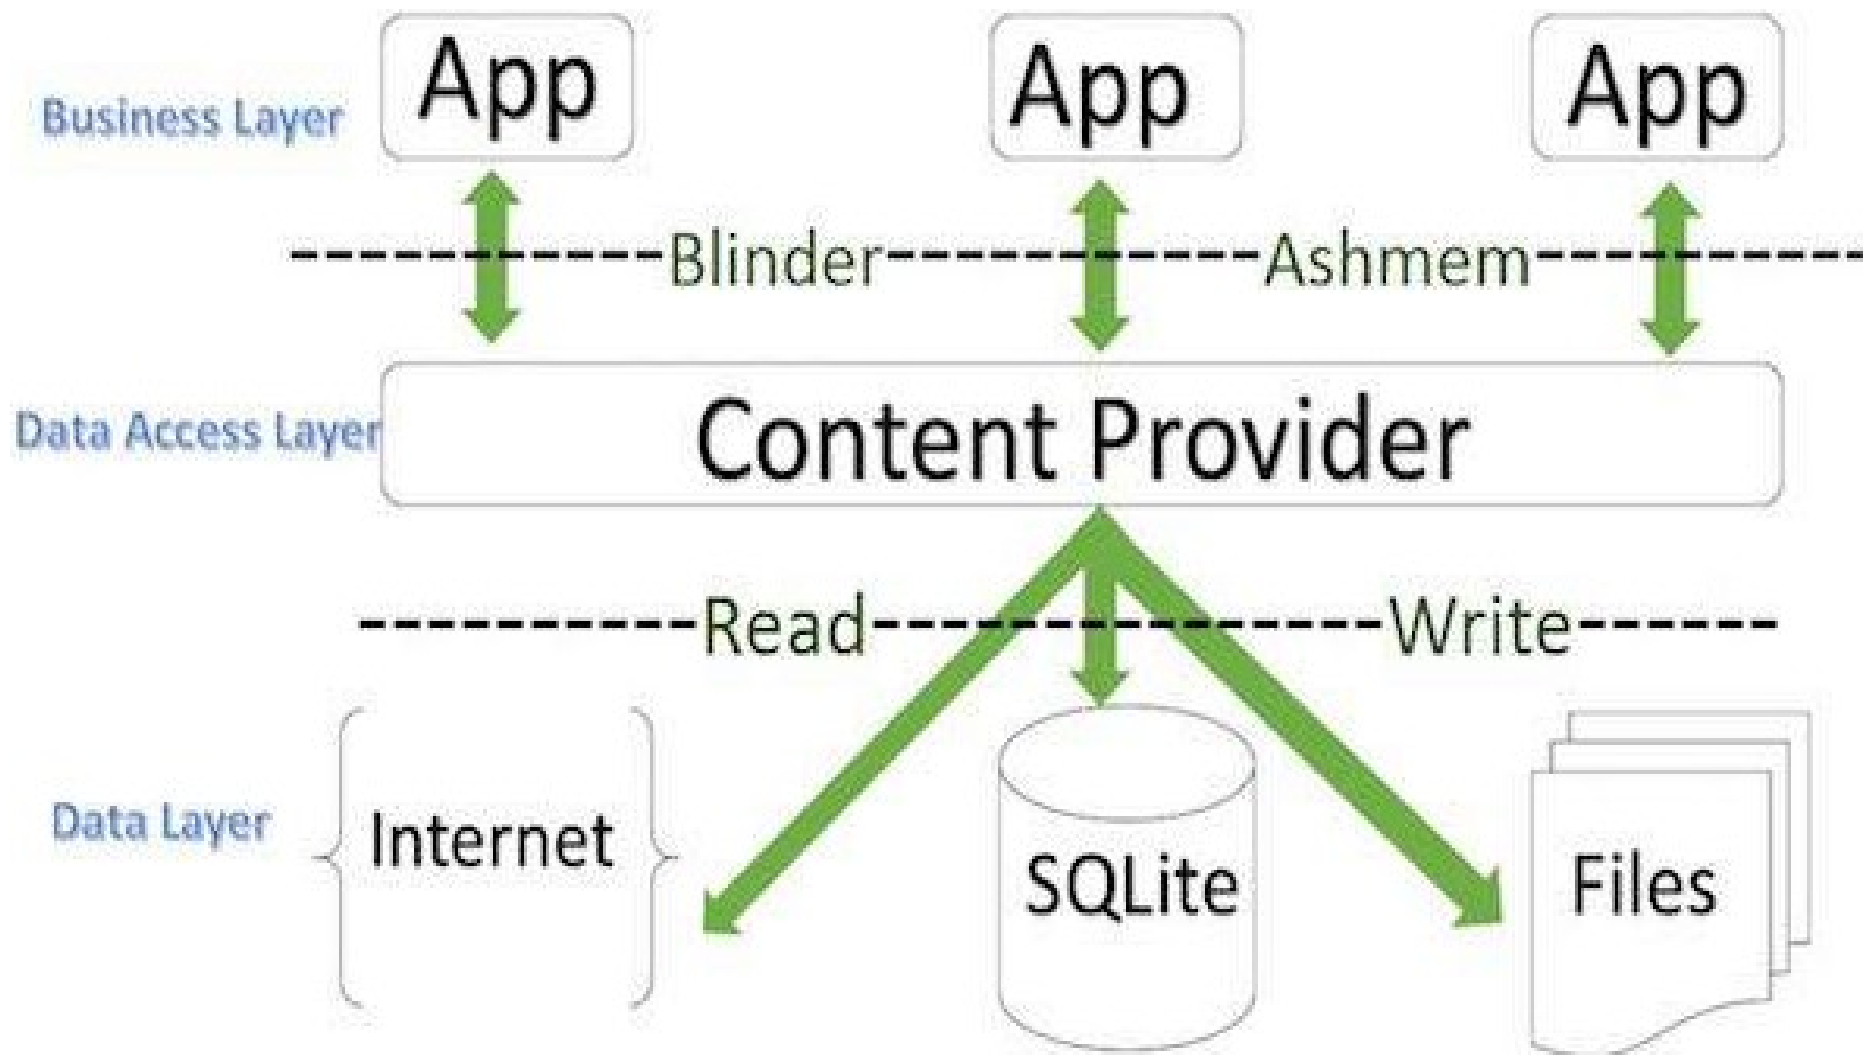 App App App
Business Layer
Blinder Ashmem
Data Access Layer
Content Provider
Read Write
Data Layer
Internet
SQLite
Files